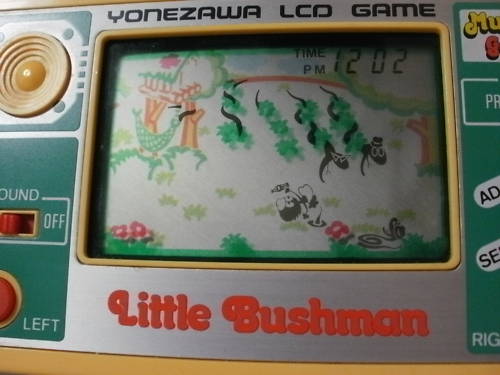 YONEZAWA LCD GAME
TIME
PM 12 02
OUND
OFF
LEFT
Little Bushman
PR
AD
SE
RIG